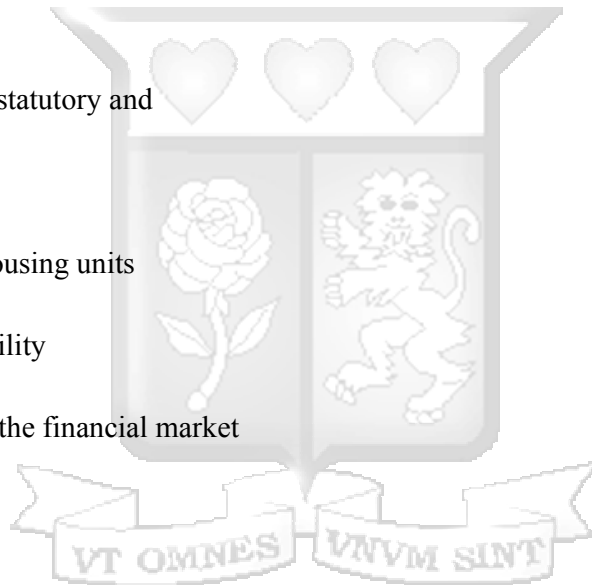 statutory and
ousing units
ility
the financial market
VT OMNES VNVM SINT